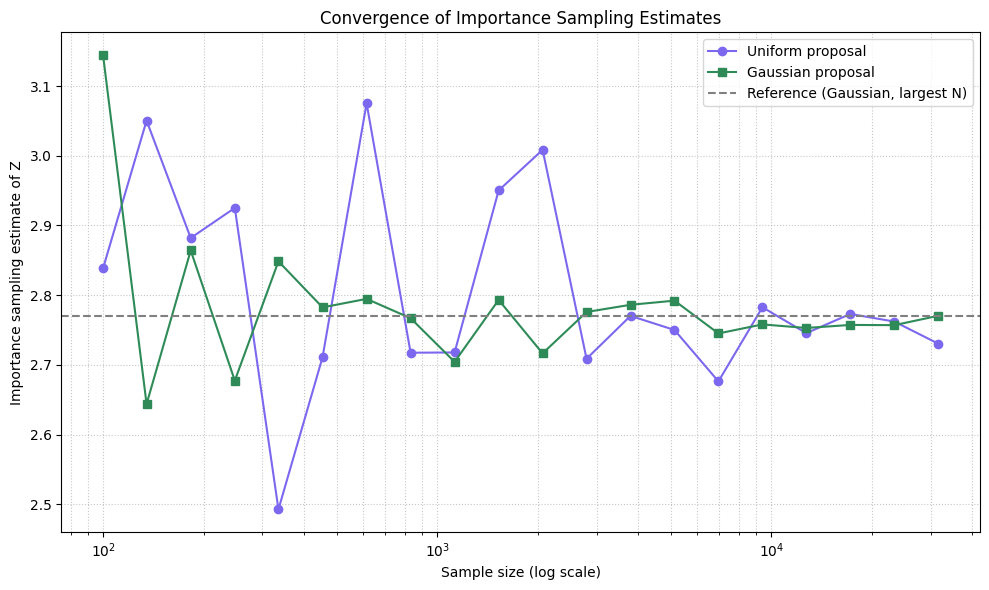 Convergence of Importance Sampling Estimates
Uniform proposal
Gaussian proposal
Reference (Gaussian, largest N)
Importance sampling estimate of Z
3.1
3.0
2.9
2.8
2.7
2.6
2.5
10²
10³
10⁴
Sample size (log scale)